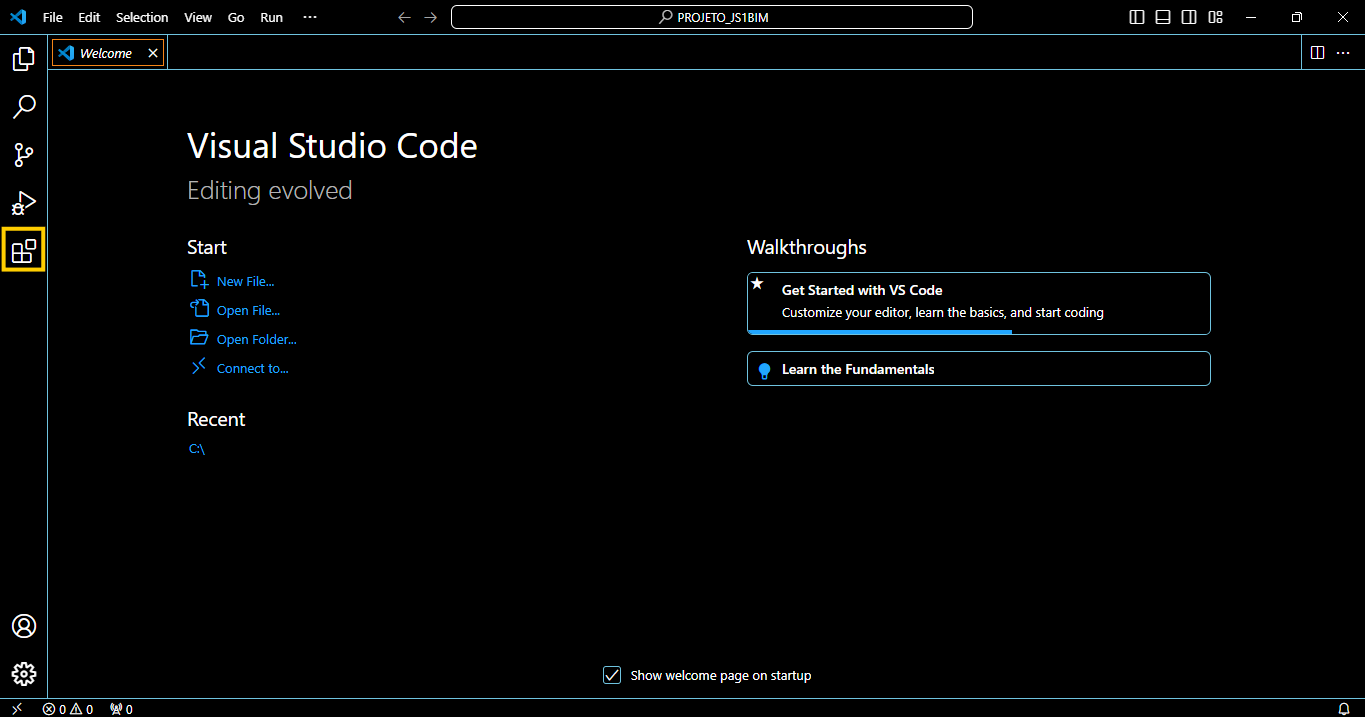 File Edit Selection View Go Run ···
PROJETO_JS1BIM
Welcome
Visual Studio Code
Editing evolved
Start
New File...
Open File...
Open Folder...
Connect to...
Recent
C:\
Walkthroughs
Get Started with VS Code
Customize your editor, learn the basics, and start coding
Learn the Fundamentals
Show welcome page on startup
0 0 0